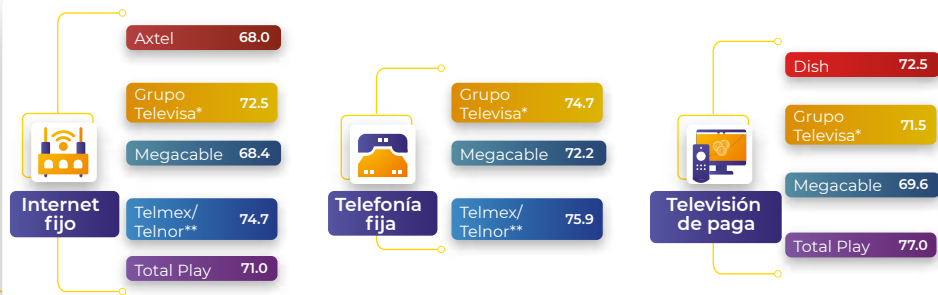 Internet
fijo
Axtel 68.0
Grupo
Televisa* 72.5
Megacable 68.4
Telmex/
Telnor** 74.7
Total Play 71.0
Telefonía
fija
Grupo
Televisa* 74.7
Megacable 72.2
Telmex/
Telnor** 75.9
Televisión
de paga
Dish 72.5
Grupo
Televisa* 71.5
Megacable 69.6
Total Play 77.0